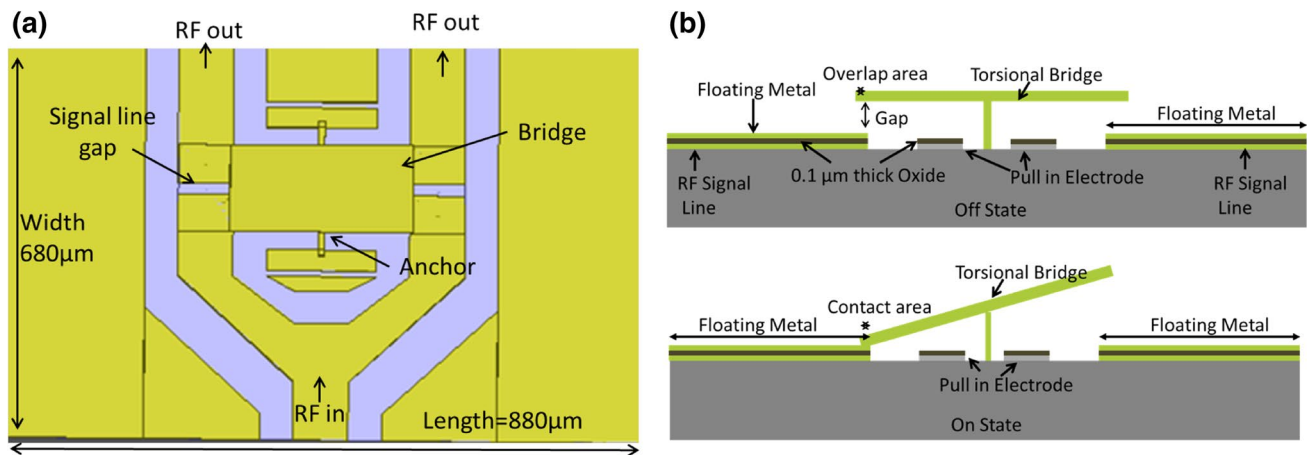 (a)
RF out
RF out
Signal line
gap
Bridge
Width
680µm
Anchor
RF in
Length=880µm
(b)
Overlap area
Torsional Bridge
Floating Metal
Gap
Floating Metal
RF Signal
Line
0.1 µm thick Oxide
Pull in Electrode
RF Signal
Line
Off State
Torsional Bridge
Contact area
Floating Metal
Floating Metal
Pull in Electrode
On State